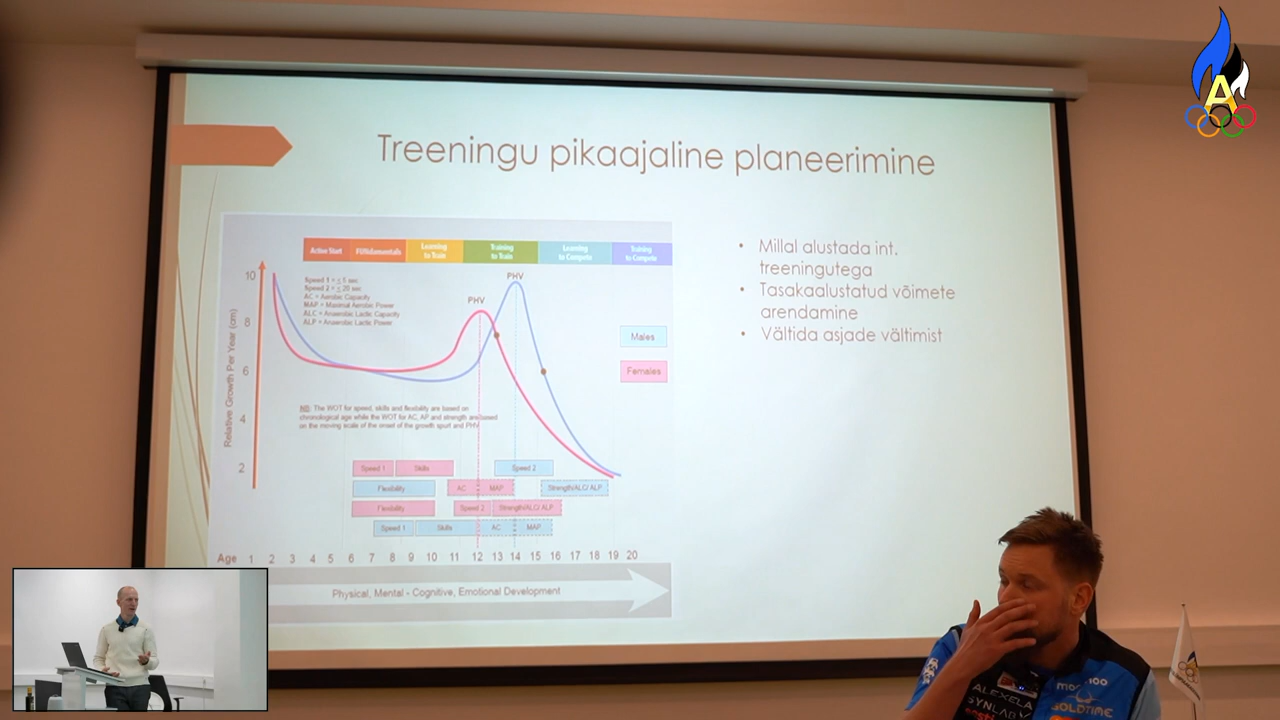 A
Treeningu pikaajaline planeerimine
Active Start FUNdamentals Learning to Train Training to Train Learning to Compete Training to Compete
Speed 1 = ± 5 sec
Speed 2 = ± 20 sec
AC = Aerobic Capacity
MAP = Maximal Aerobic Power
ALC = Anaerobic Lactic Capacity
ALP = Anaerobic Lactic Power
PHV
PHV
Males
Females
Relative Growth Per Year (cm)
10
8
6
4
2
NB: The WOT for speed, skills and flexibility are based on
chronological age while the WOT for AC, AP and strength are based
on the moving scale of the onset of the growth spurt and PHV
Speed 1 Skills Speed 2
Flexibility AC MAP Strength/ALC/ ALP
Flexibility Speed 2 Strength/ALC/ ALP
Speed 1 Skills AC MAP
Age 1 2 3 4 5 6 7 8 9 10 11 12 13 14 15 16 17 18 19 20
Physical, Mental - Cognitive, Emotional Development
• Millal alustada int.
treeningutega
• Tasakaalustatud võimete
arendamine
• Vältida asjade vältimist
ALEXELA
SYNLAB
GOLDTIME